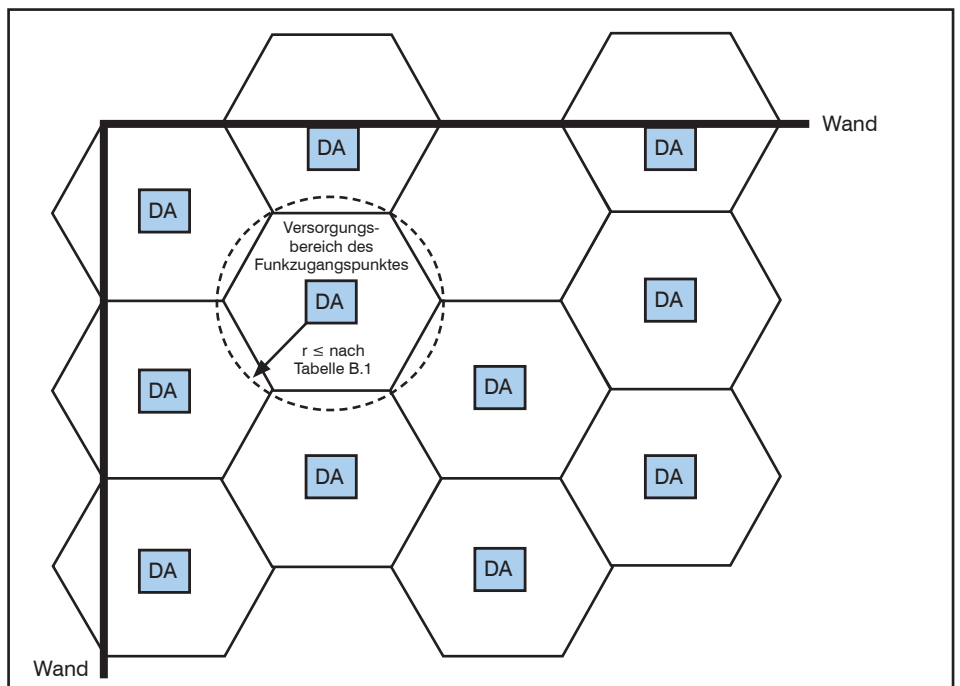 Wand
DA
DA
DA
Versorgungs-
bereich des
Funkzugangspunktes
DA
DA
r ≤ nach
Tabelle B.1
DA
DA
DA
DA
DA
DA
Wand